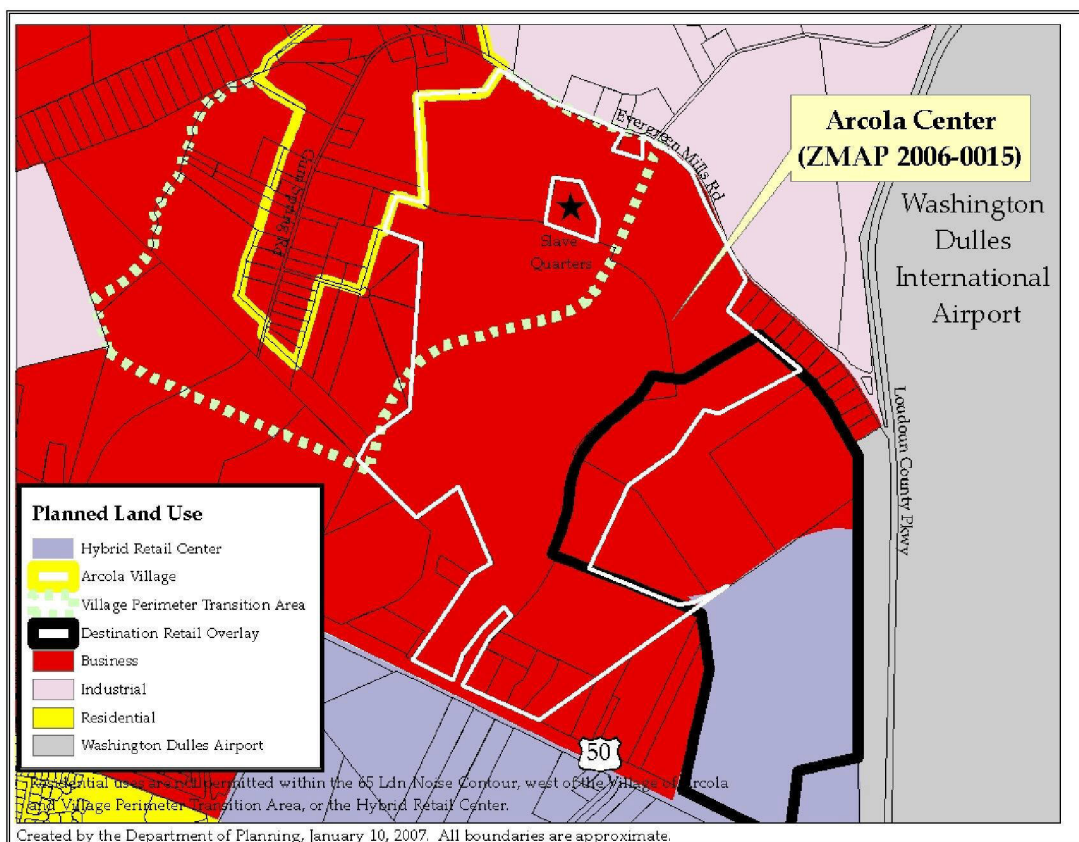 Arcola Center
(ZMAP 2006-0015)
Evergreen Mills Rd
Gum Spring Rd
Slave
Quarters
Washington
Dulles
International
Airport
Loudoun County Pkwy
Planned Land Use
Hybrid Retail Center
Arcola Village
Village Perimeter Transition Area
Destination Retail Overlay
Business
Industrial
Residential
Washington Dulles Airport
50
Residential uses are not permitted within the 65 Ldn Noise Contour, west of the Village of Arcola
and Village Perimeter Transition Area, or the Hybrid Retail Center.
Created by the Department of Planning, January 10, 2007. All boundaries are approximate.